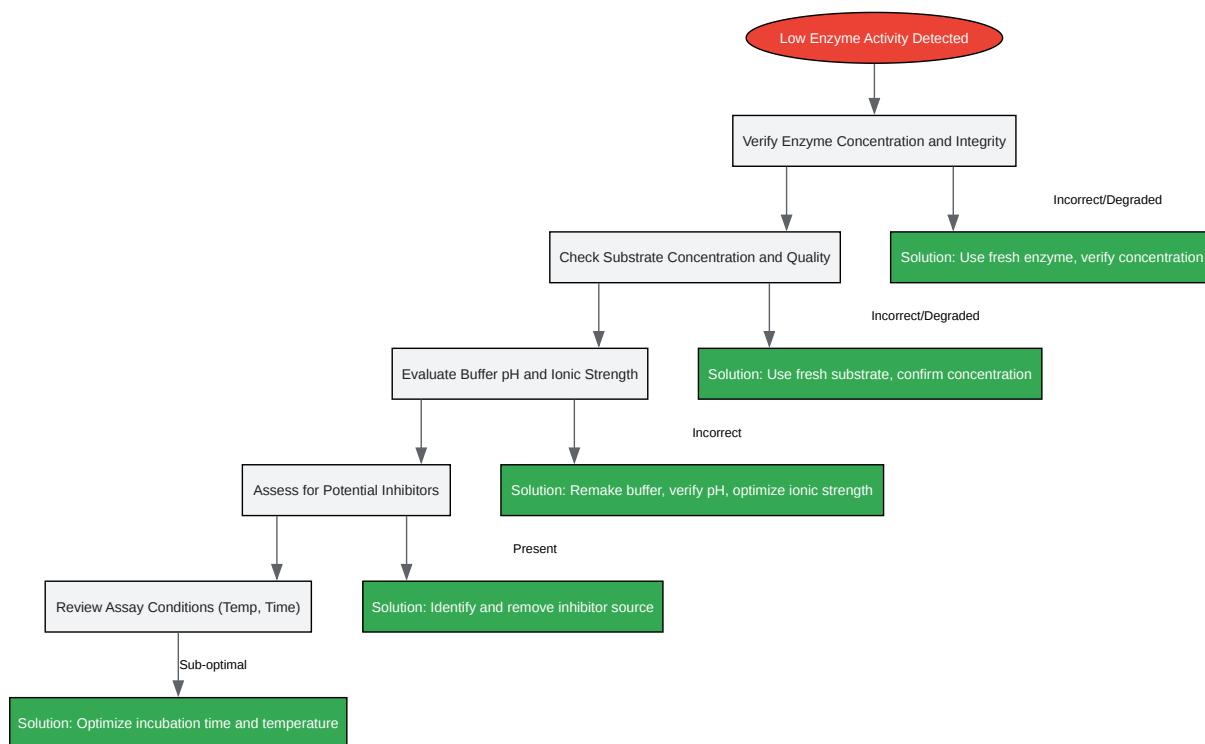 Low Enzyme Activity Detected
Verify Enzyme Concentration and Integrity
Incorrect/Degraded
Check Substrate Concentration and Quality
Solution: Use fresh enzyme, verify concentration
Incorrect/Degraded
Evaluate Buffer pH and Ionic Strength
Solution: Use fresh substrate, confirm concentration
Incorrect
Assess for Potential Inhibitors
Solution: Remake buffer, verify pH, optimize ionic strength
Present
Review Assay Conditions (Temp, Time)
Solution: Identify and remove inhibitor source
Sub-optimal
Solution: Optimize incubation time and temperature